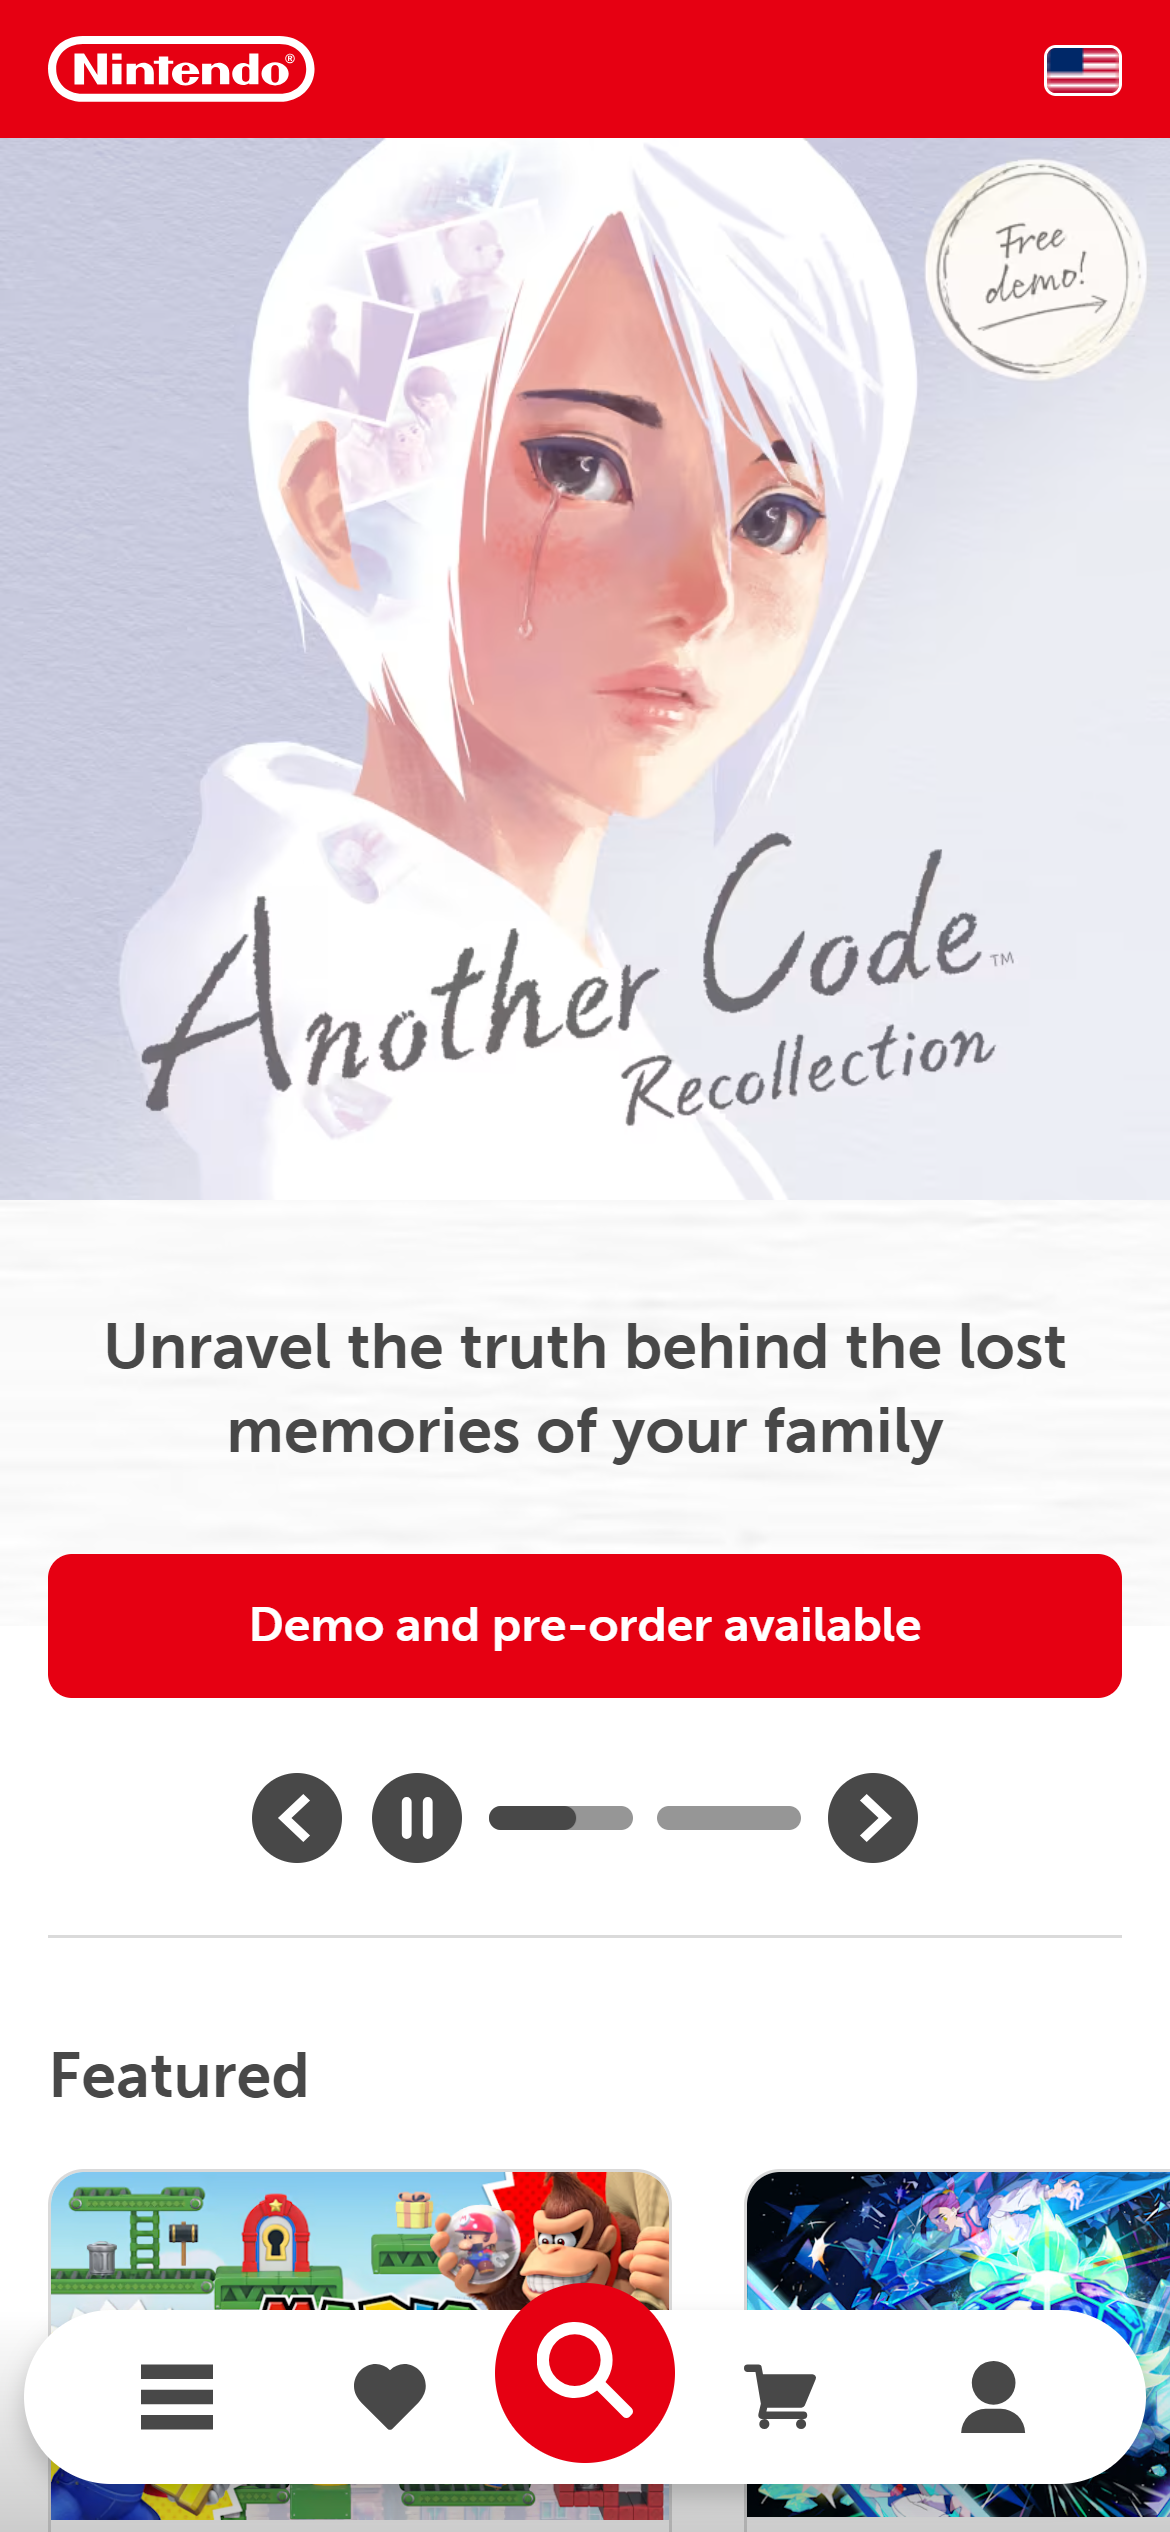 Nintendo®
Free
demo!
Another Code™
Recollection
Unravel the truth behind the lost
memories of your family
Demo and pre-order available
Featured